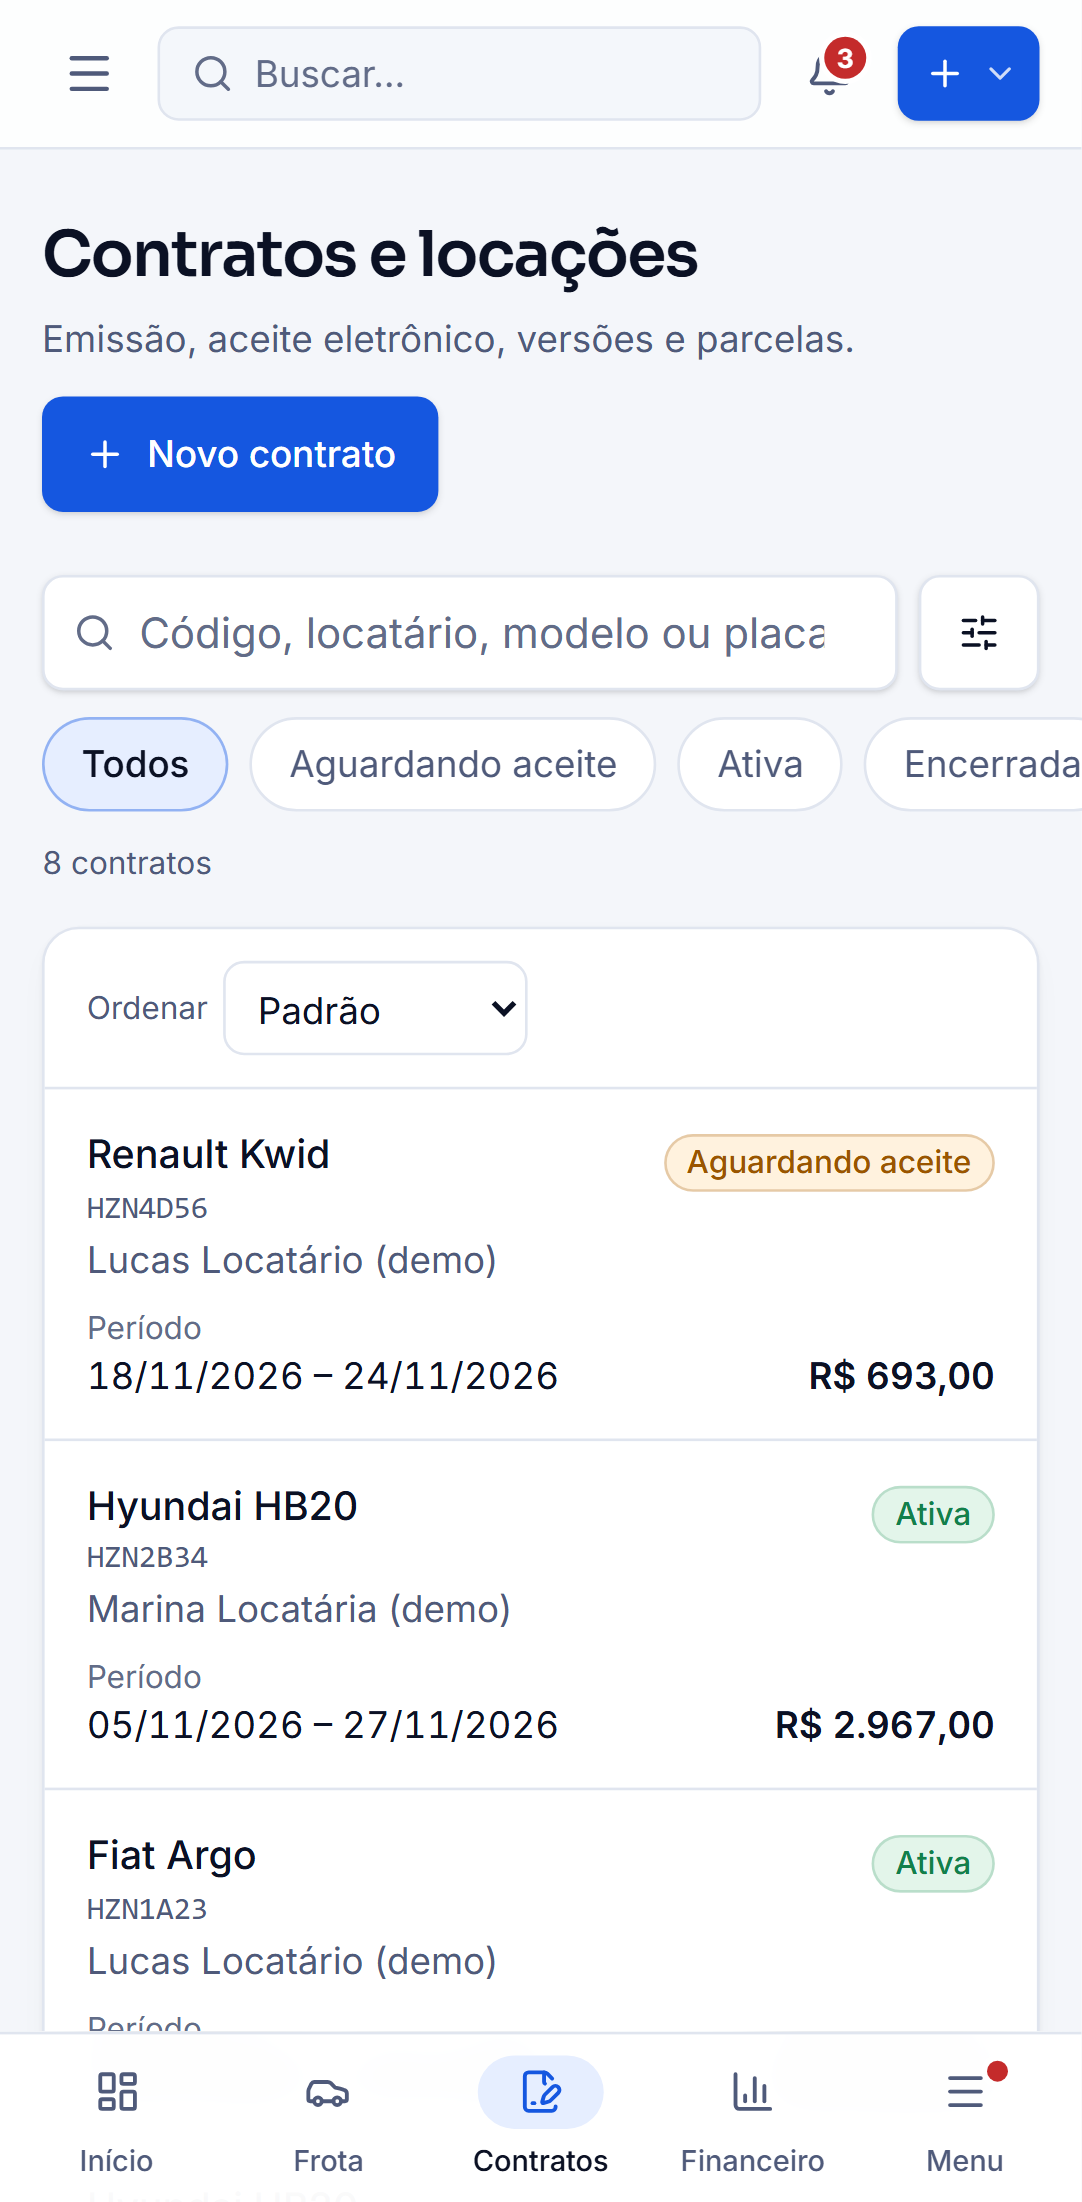 Buscar...
3
Contratos e locações
Emissão, aceite eletrônico, versões e parcelas.
Novo contrato
Código, locatário, modelo ou placa
Todos
Aguardando aceite
Ativa
Encerrada
8 contratos
Ordenar
Padrão
Renault Kwid
Aguardando aceite
HZN4D56
Lucas Locatário (demo)
Período
18/11/2026 – 24/11/2026
R$ 693,00
Hyundai HB20
Ativa
HZN2B34
Marina Locatária (demo)
Período
05/11/2026 – 27/11/2026
R$ 2.967,00
Fiat Argo
Ativa
HZN1A23
Lucas Locatário (demo)
Período
Início
Frota
Contratos
Financeiro
Menu